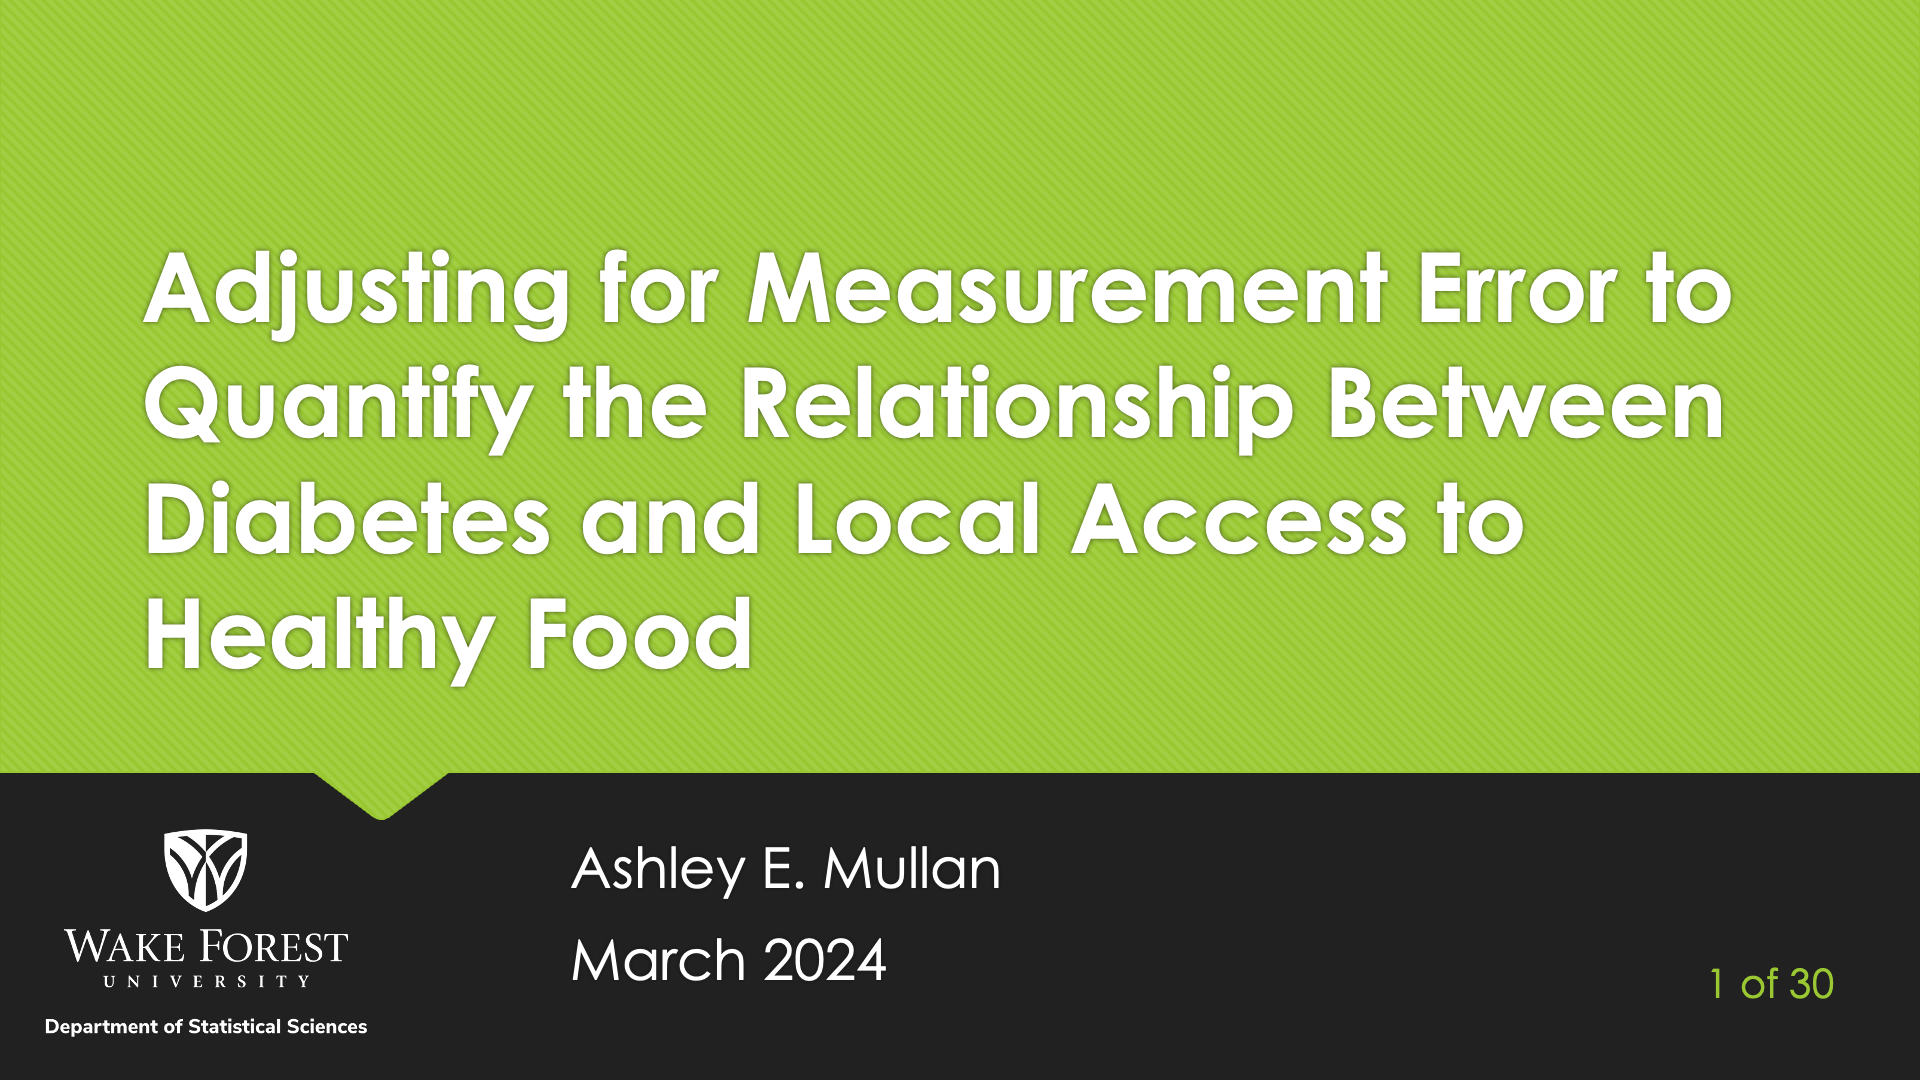 Adjusting for Measurement Error to
Quantify the Relationship Between
Diabetes and Local Access to
Healthy Food
WAKE FOREST
UNIVERSITY
Department of Statistical Sciences
Ashley E. Mullan
March 2024
1 of 30